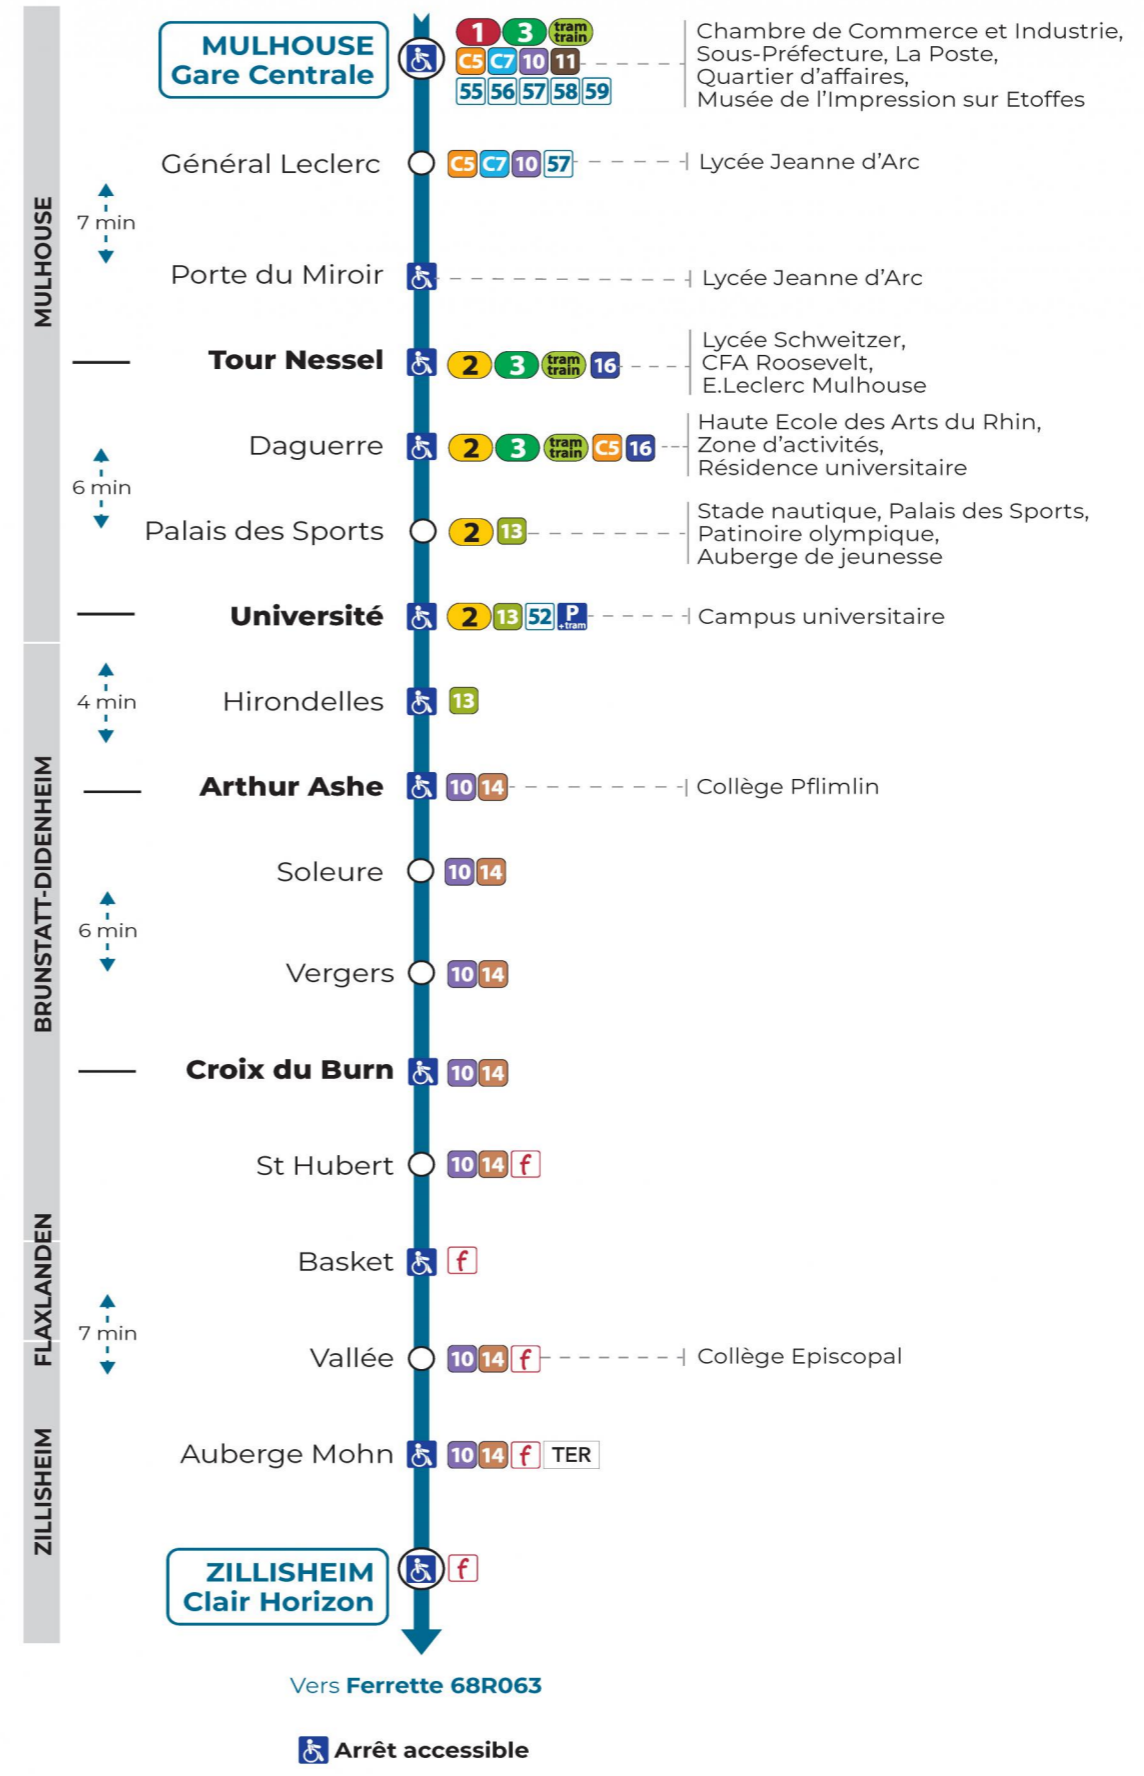 MULHOUSE
Gare Centrale
1 3 tram train
C5 C7 10 11
55 56 57 58 59
Chambre de Commerce et Industrie,
Sous-Préfecture, La Poste,
Quartier d'affaires,
Musée de l'Impression sur Etoffes
MULHOUSE
Général Leclerc
C5 C7 10 57
Lycée Jeanne d'Arc
7 min
Porte du Miroir
Lycée Jeanne d'Arc
Tour Nessel
2 3 tram train 16
Lycée Schweitzer,
CFA Roosevelt,
E.Leclerc Mulhouse
Daguerre
2 3 tram train C5 16
Haute Ecole des Arts du Rhin,
Zone d'activités,
Résidence universitaire
6 min
Palais des Sports
2 13
Stade nautique, Palais des Sports,
Patinoire olympique,
Auberge de jeunesse
Université
2 13 52 P +tram
Campus universitaire
BRUNSTATT-DIDENHEIM
4 min
Hirondelles
13
Arthur Ashe
10 14
Collège Pflimlin
Soleure
10 14
6 min
Vergers
10 14
Croix du Burn
10 14
St Hubert
10 14 f
FLAXLANDEN
Basket
f
7 min
Vallée
10 14 f
Collège Episcopal
ZILLISHEIM
Auberge Mohn
10 14 f TER
ZILLISHEIM
Clair Horizon
f
Vers Ferrette 68R063
Arrêt accessible